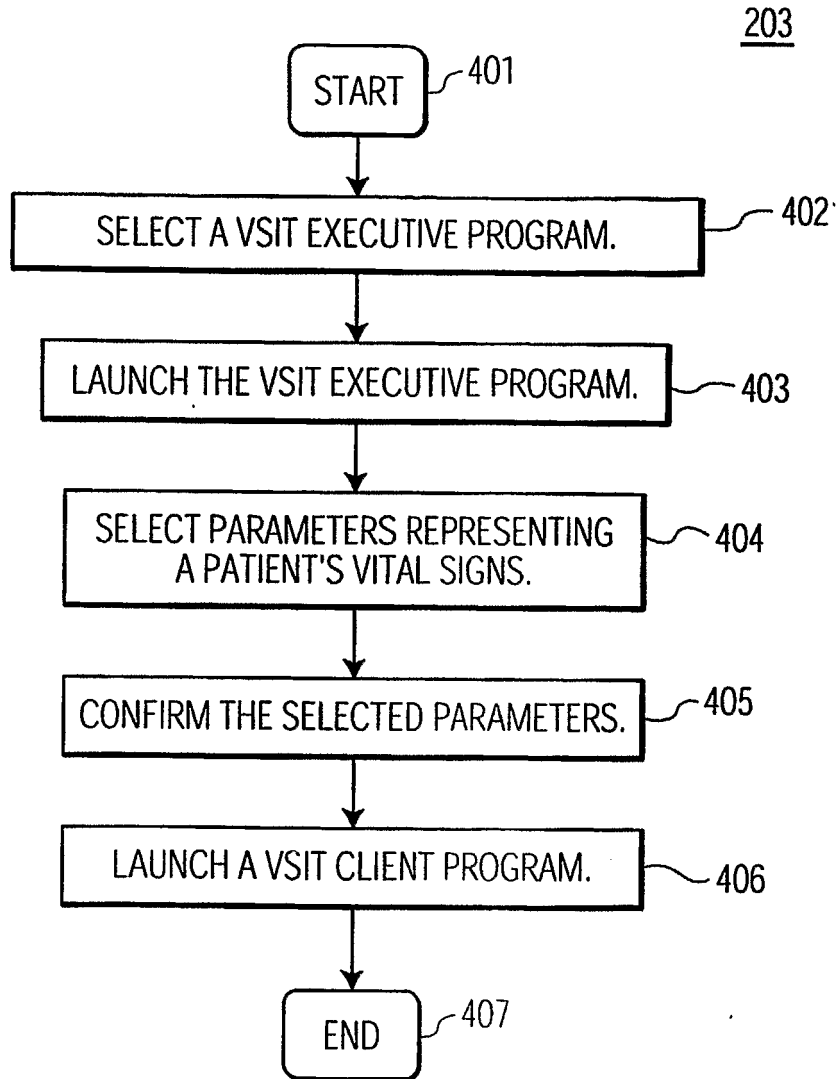 203
START
401
SELECT A VSIT EXECUTIVE PROGRAM.
402
LAUNCH THE VSIT EXECUTIVE PROGRAM.
403
SELECT PARAMETERS REPRESENTING
A PATIENT'S VITAL SIGNS.
404
CONFIRM THE SELECTED PARAMETERS.
405
LAUNCH A VSIT CLIENT PROGRAM.
406
END
407